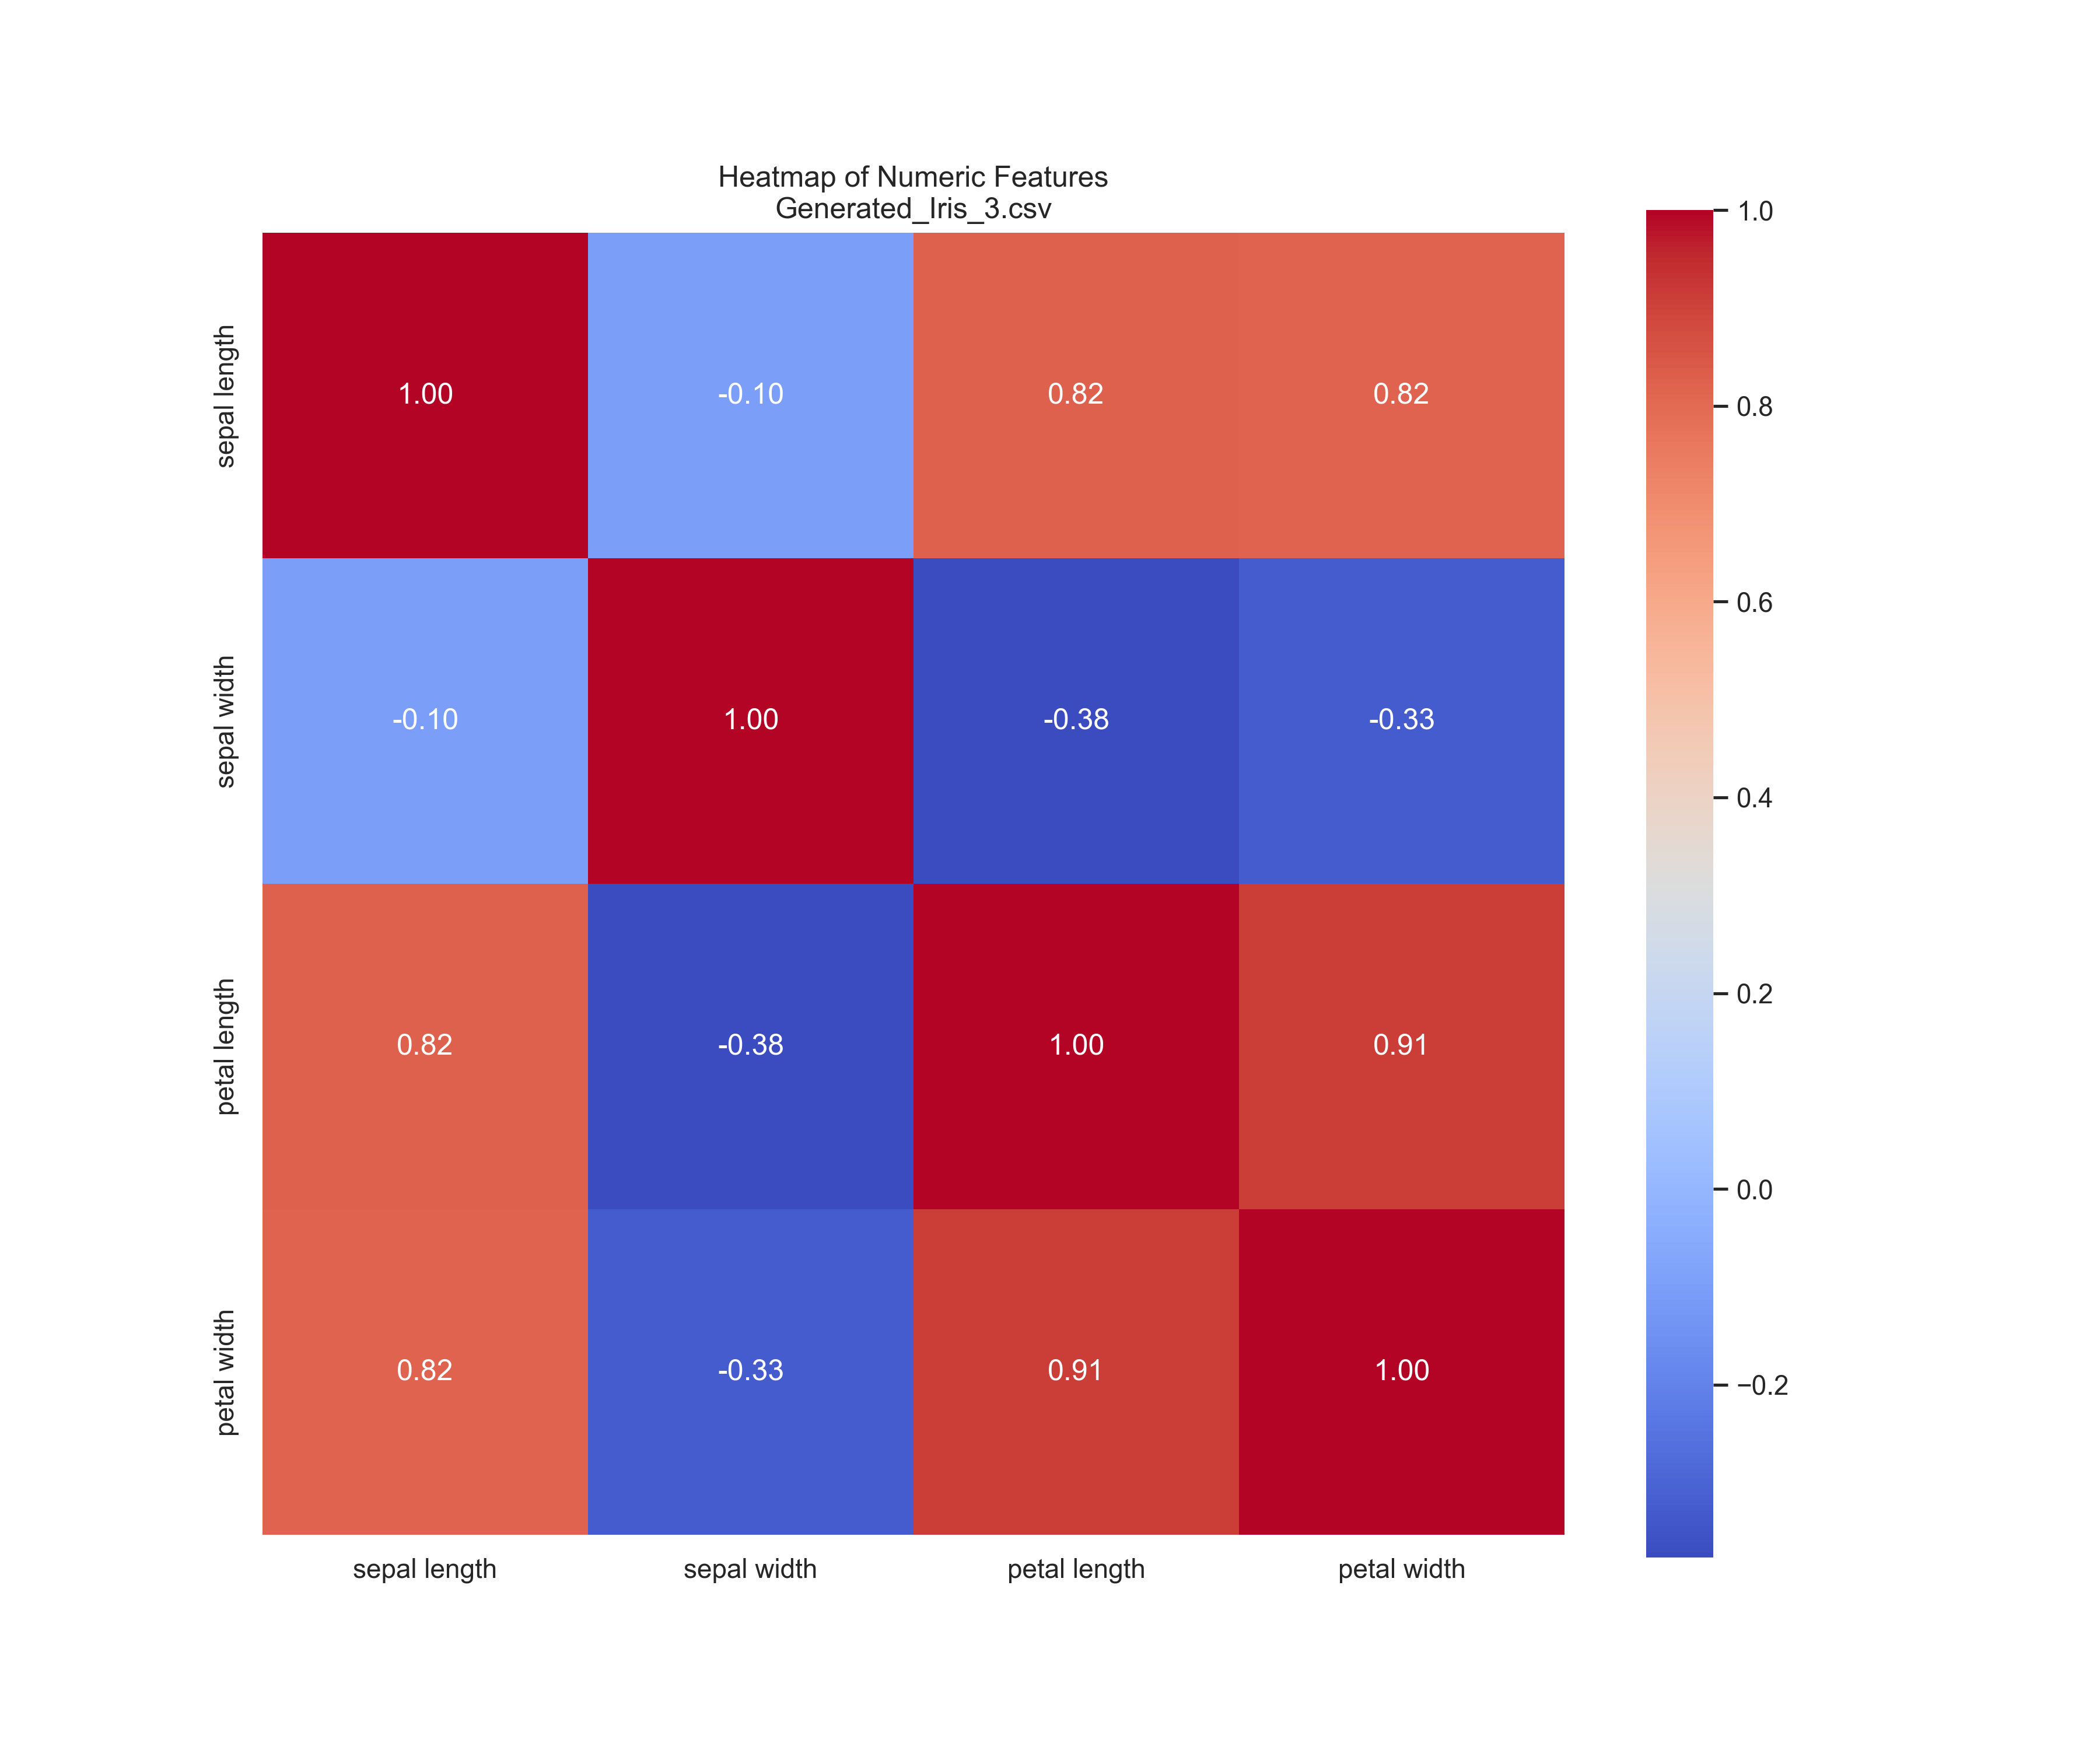 Heatmap of Numeric Features
Generated_Iris_3.csv
sepal length
1.00 -0.10 0.82 0.82
sepal width
-0.10 1.00 -0.38 -0.33
petal length
0.82 -0.38 1.00 0.91
petal width
0.82 -0.33 0.91 1.00
sepal length sepal width petal length petal width
1.0
0.8
0.6
0.4
0.2
0.0
−0.2